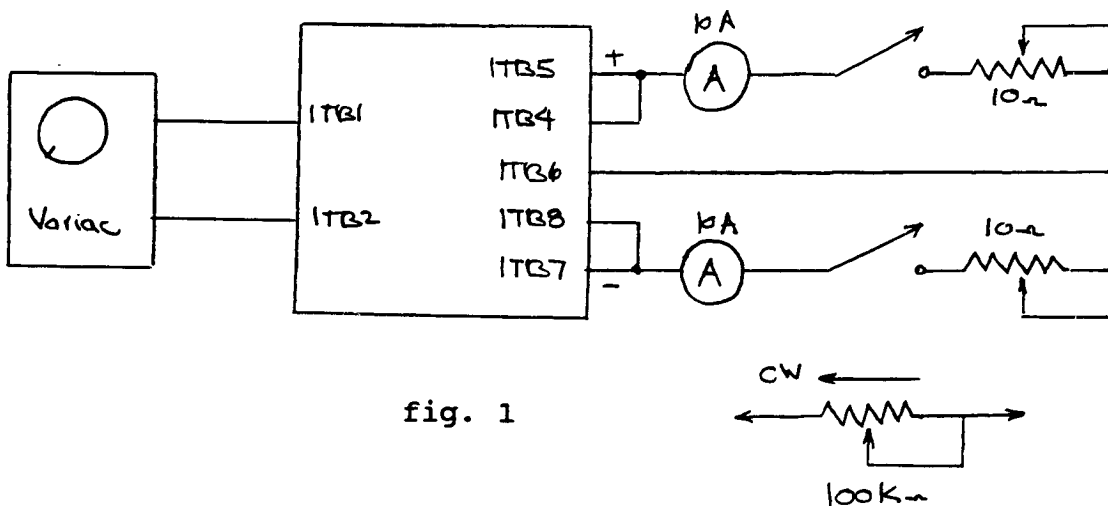 10A
+
1TB5
A
10Ω
1TB1
1TB4
1TB6
Variac
1TB2
1TB8
10A
10Ω
1TB7
-
A
CW
fig. 1
100KΩ